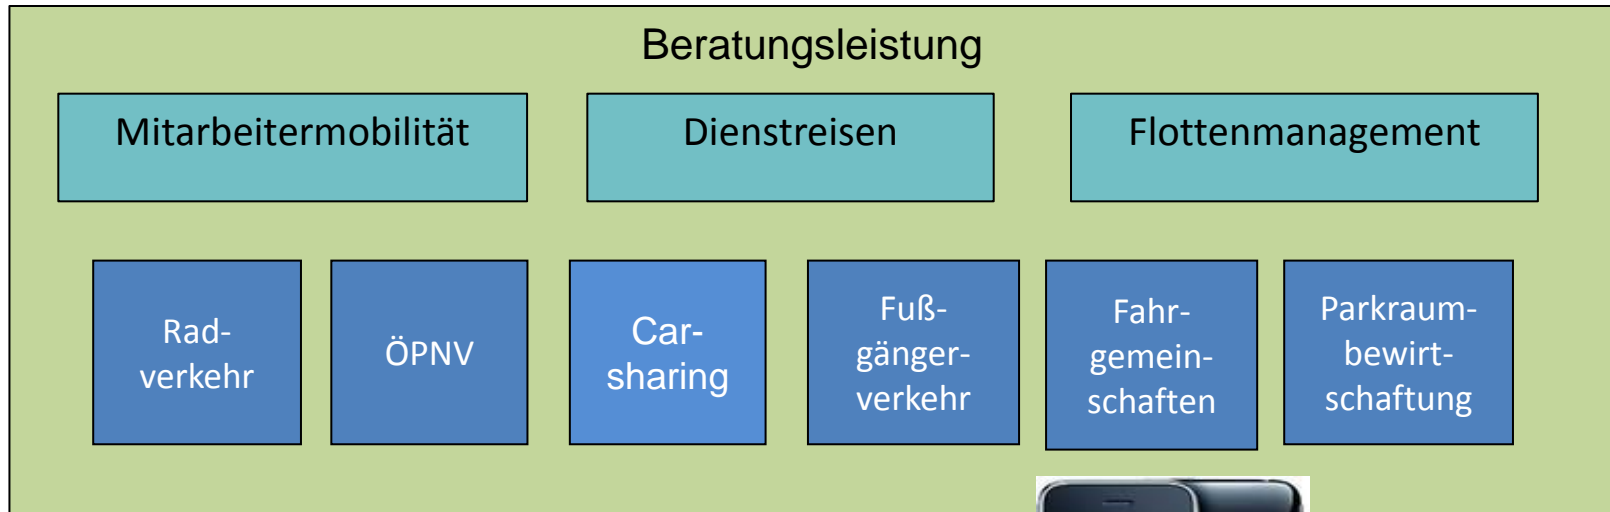 Beratungsleistung
Mitarbeitermobilität
Dienstreisen
Flottenmanagement
Rad-
verkehr
ÖPNV
Car-
sharing
Fuß-
gänger-
verkehr
Fahr-
gemein-
schaften
Parkraum-
bewirt-
schaftung